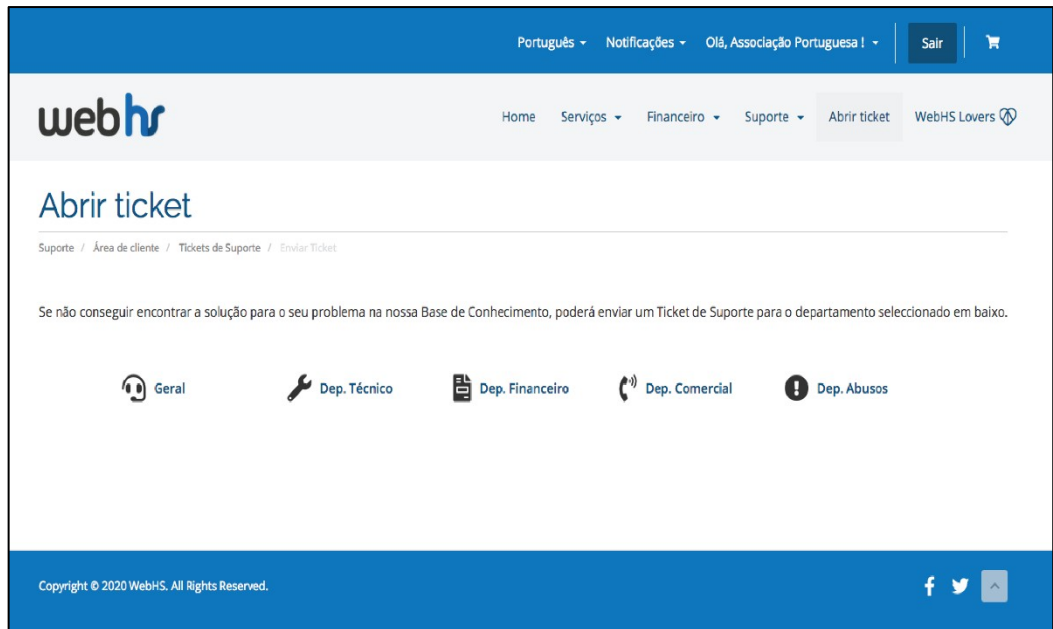 Português Notificações Olá, Associação Portuguesa ! Sair
webhs
Home Serviços Financeiro Suporte Abrir ticket WebHS Lovers
Abrir ticket
Suporte / Área de cliente / Tickets de Suporte / Enviar Ticket
Se não conseguir encontrar a solução para o seu problema na nossa Base de Conhecimento, poderá enviar um Ticket de Suporte para o departamento seleccionado em baixo.
Geral Dep. Técnico Dep. Financeiro Dep. Comercial Dep. Abusos
Copyright © 2020 WebHS. All Rights Reserved.